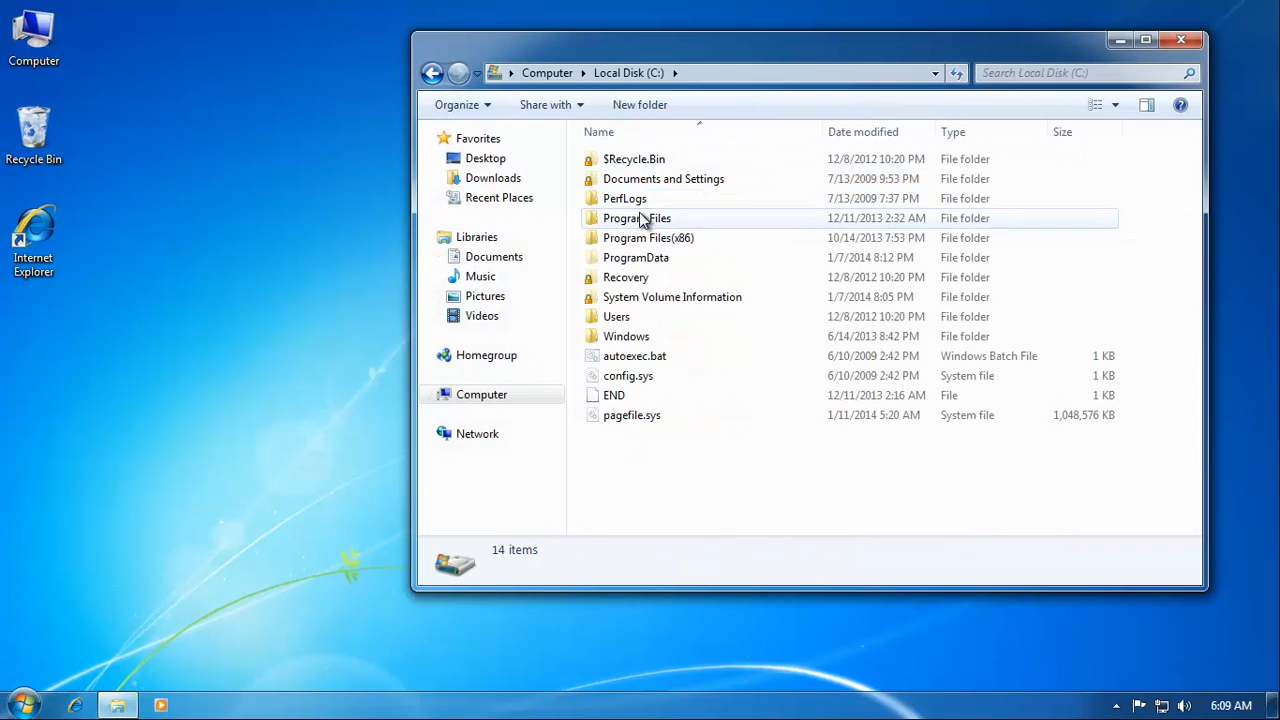 Computer
Recycle Bin
Internet
Explorer
Computer Local Disk (C:)
Search Local Disk (C:)
Organize Share with New folder
Favorites
Desktop
Downloads
Recent Places
Libraries
Documents
Music
Pictures
Videos
Homegroup
Computer
Network
Name Date modified Type Size
$Recycle.Bin 12/8/2012 10:20 PM File folder
Documents and Settings 7/13/2009 9:53 PM File folder
PerfLogs 7/13/2009 7:37 PM File folder
Program Files 12/11/2013 2:32 AM File folder
Program Files(x86) 10/14/2013 7:53 PM File folder
ProgramData 1/7/2014 8:12 PM File folder
Recovery 12/8/2012 10:20 PM File folder
System Volume Information 1/7/2014 8:05 PM File folder
Users 12/8/2012 10:20 PM File folder
Windows 6/14/2013 8:42 PM File folder
autoexec.bat 6/10/2009 2:42 PM Windows Batch File 1 KB
config.sys 6/10/2009 2:42 PM System file 1 KB
END 12/11/2013 2:16 AM File 1 KB
pagefile.sys 1/11/2014 5:20 AM System file 1,048,576 KB
14 items
6:09 AM